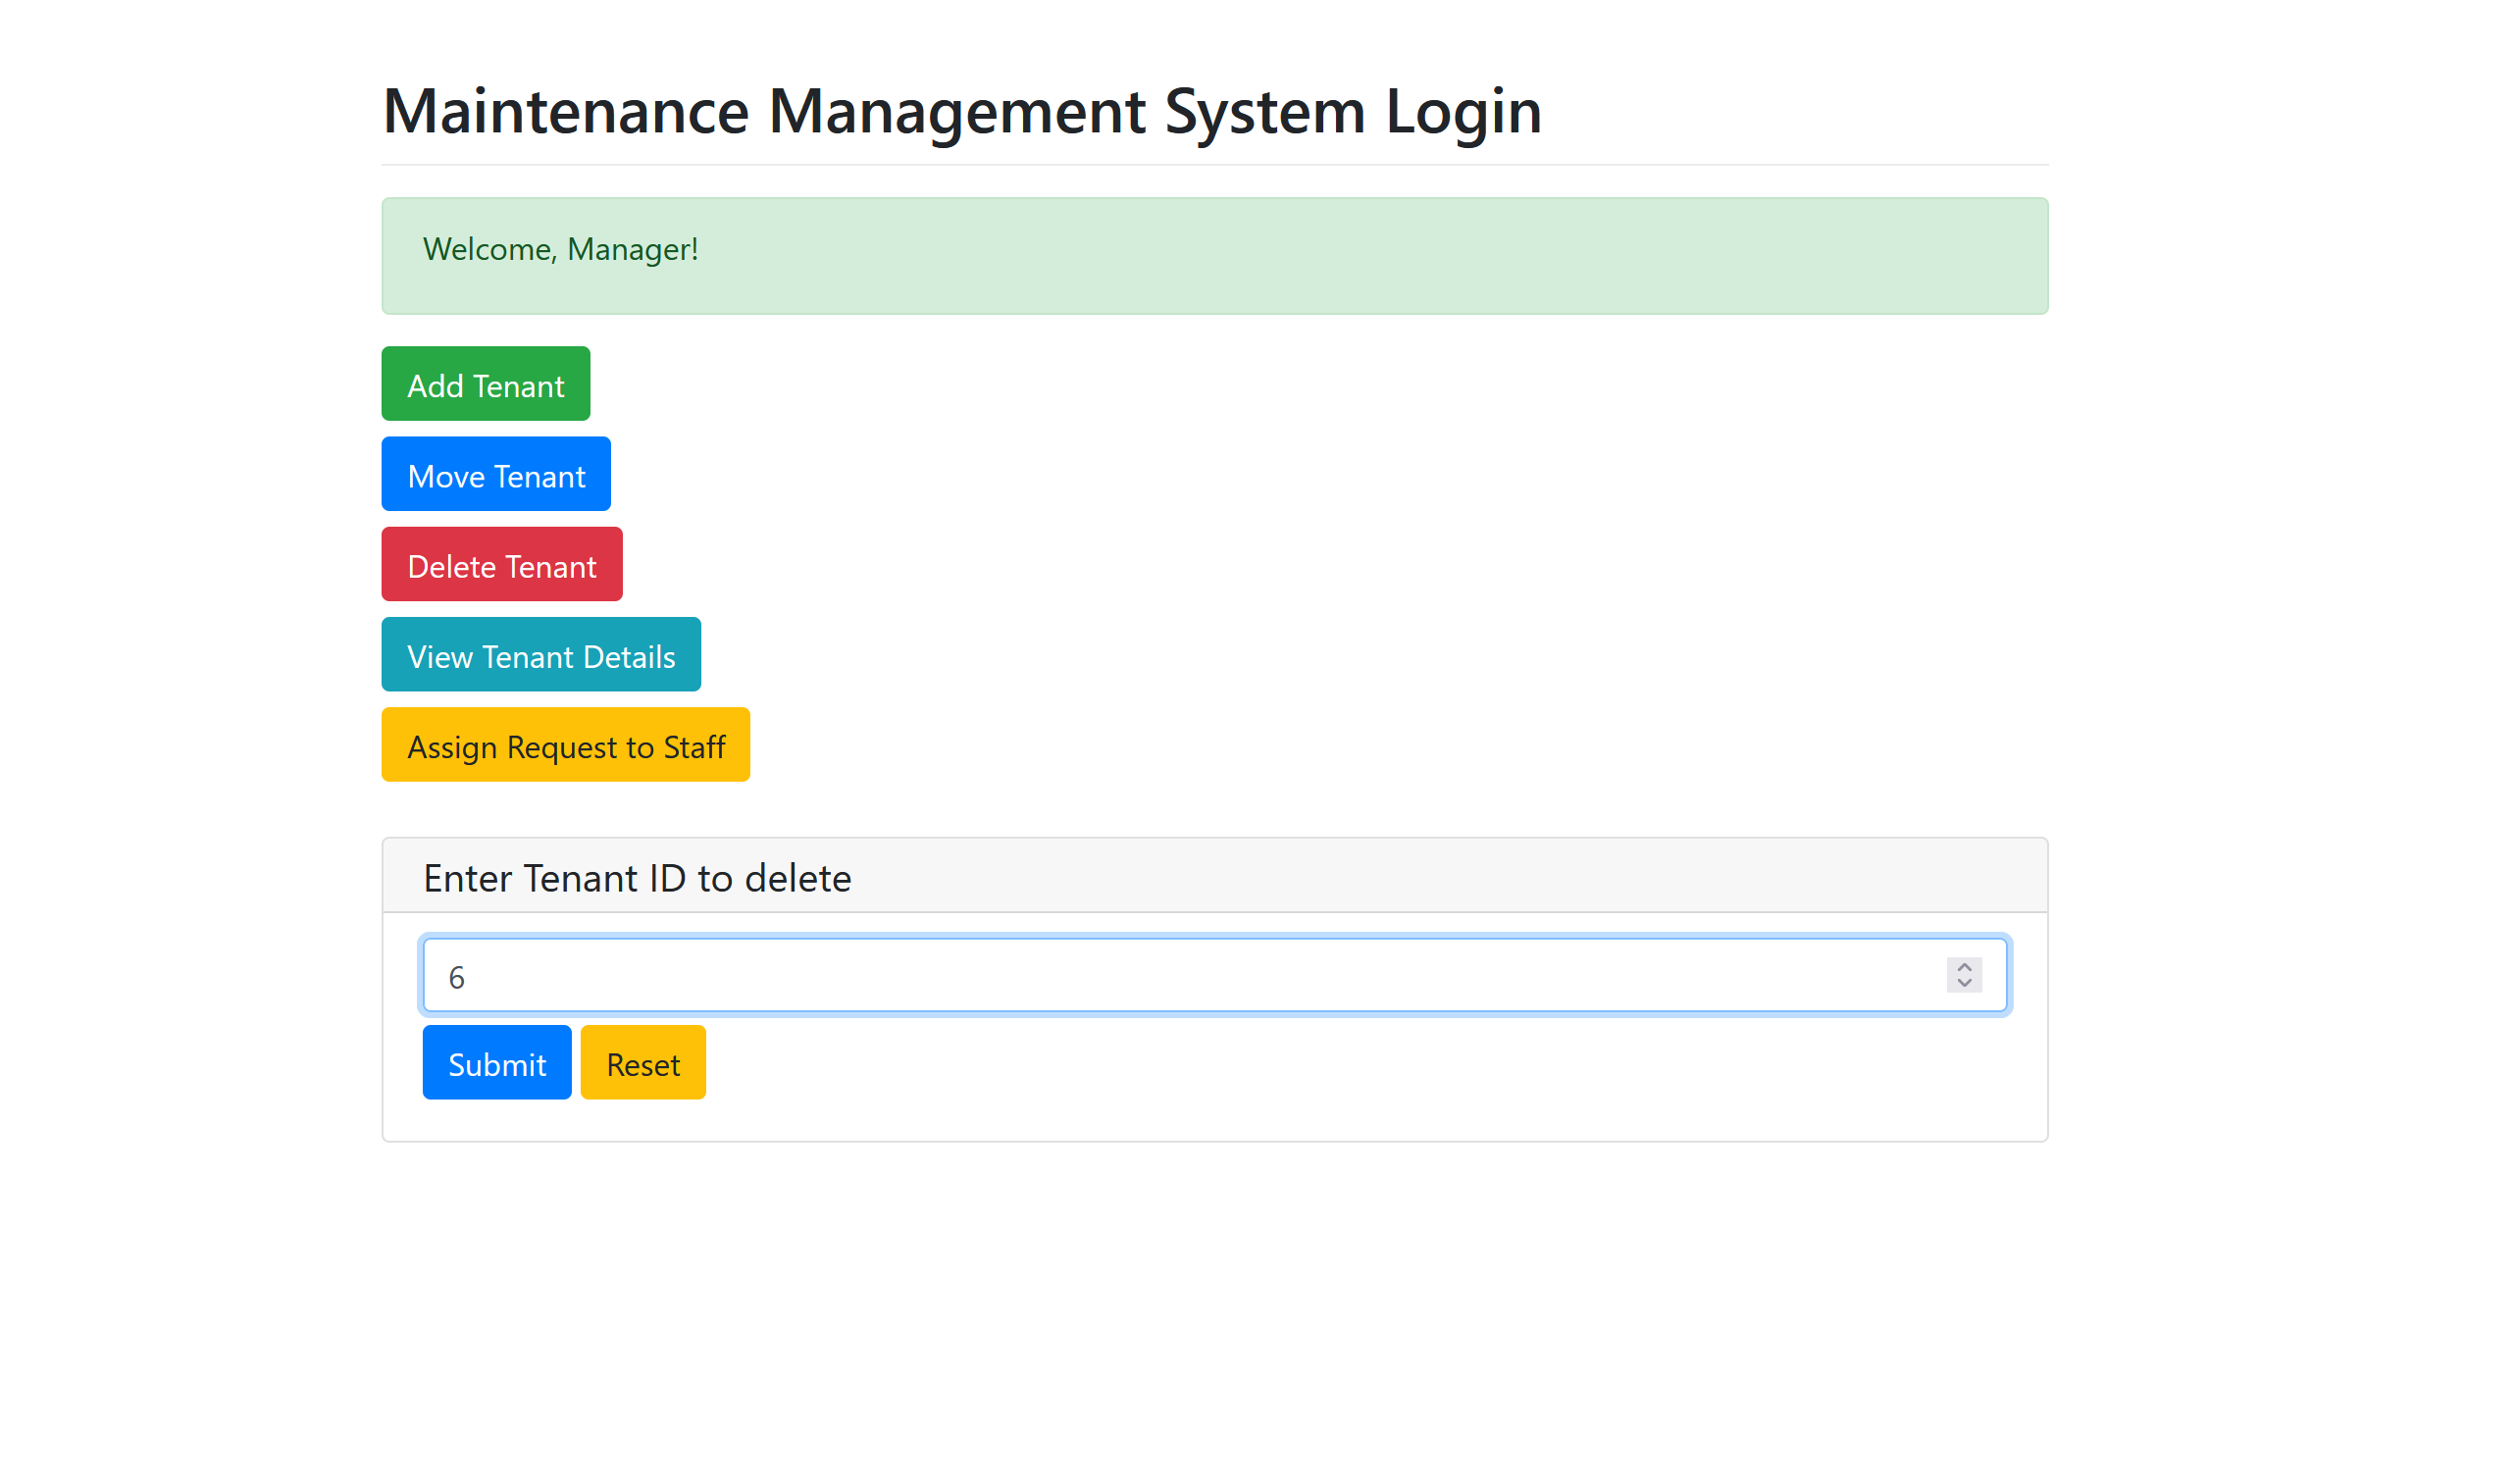 Maintenance Management System Login
Welcome, Manager!
Add Tenant
Move Tenant
Delete Tenant
View Tenant Details
Assign Request to Staff
Enter Tenant ID to delete
6
Submit Reset